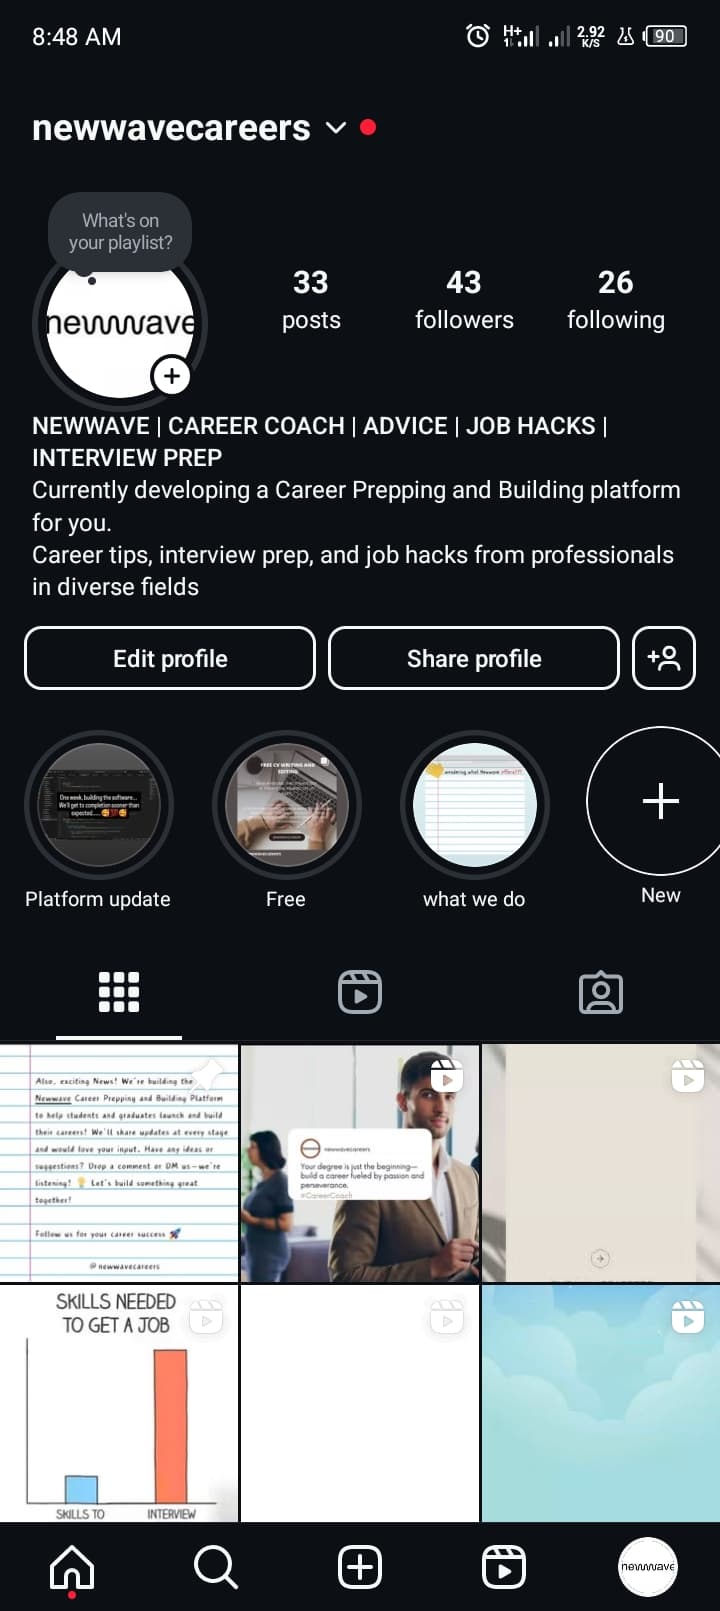 8:48 AM
H+
2.92
K/S
90
newwavecareers
What's on
your playlist?
newwave
33
43
26
posts
followers
following
NEWWAVE | CAREER COACH | ADVICE | JOB HACKS |
INTERVIEW PREP
Currently developing a Career Prepping and Building platform
for you.
Career tips, interview prep, and job hacks from professionals
in diverse fields
Edit profile
Share profile
One week, building the software...
We'll get to completion sooner than
expected.....
FREE CV WRITING AND
EDITING
Platform update
Free
what we do
New
Also, exciting News! We're building the
Newwave Career Prepping and Building Platform
to help students and graduates launch and build
their careers! We'll share updates at every stage
and would love your input. Have any ideas or
suggestions? Drop a comment or DM us—we're
listening! 💡 Let's build something great
together!
Follow us for your career success 🚀
@newwavecareers
newwavecareers
Your degree is just the beginning—
build a career fueled by passion and
perseverance.
#CareerCoach
SKILLS NEEDED
TO GET A JOB
SKILLS TO
INTERVIEW
newwave